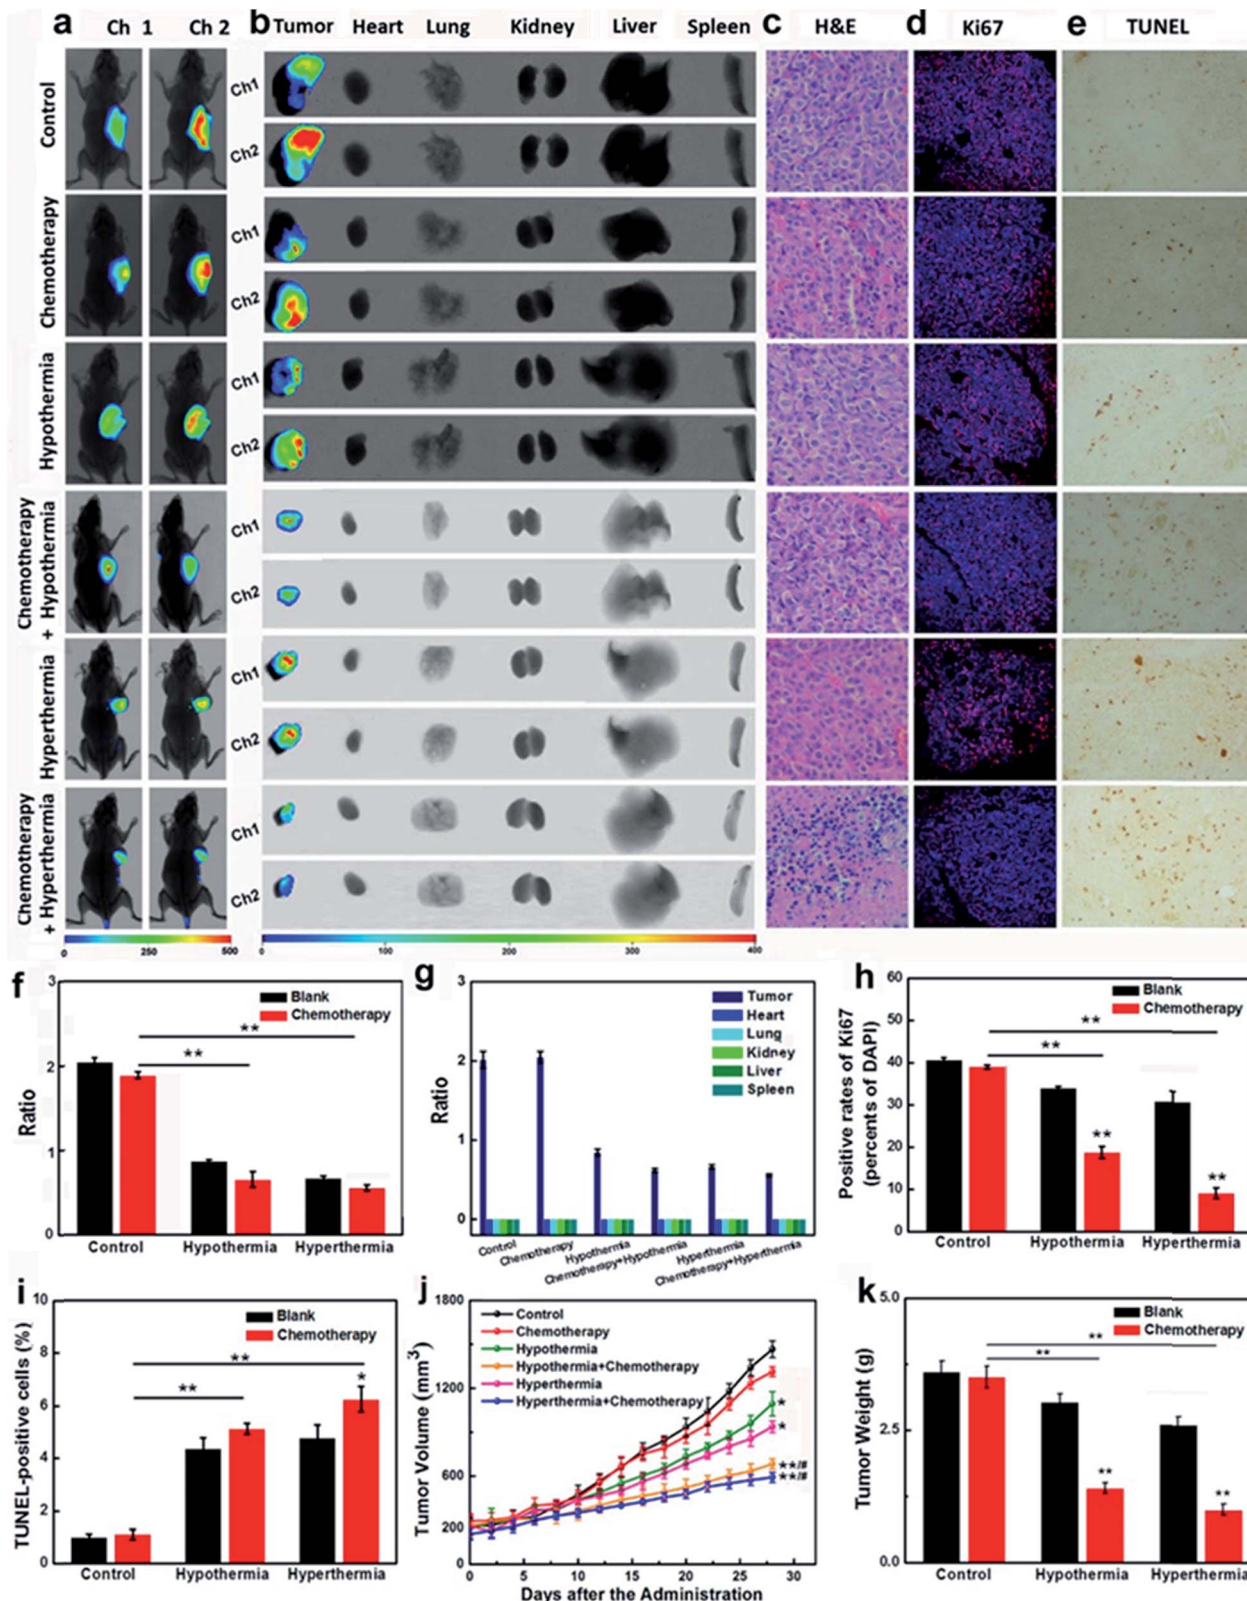 a Ch 1 Ch 2 b Tumor Heart Lung Kidney Liver Spleen c H&E d Ki67 e TUNEL
Control
Ch1
Ch2
Chemotherapy
Ch1
Ch2
Hypothermia
Ch1
Ch2
Chemotherapy
+ Hypothermia
Ch1
Ch2
Hyperthermia
Ch1
Ch2
Chemotherapy
+ Hyperthermia
Ch1
Ch2
0 250 500 0 100 200 300 400
f
3
2
1
0
Ratio
Blank
Chemotherapy
**
**
Control Hypothermia Hyperthermia
g
3
2
1
0
Ratio
Tumor
Heart
Lung
Kidney
Liver
Spleen
Control
Chemotherapy
Hypothermia
Chemotherapy+Hypothermia
Hyperthermia
Chemotherapy+Hyperthermia
h
60
50
40
30
20
10
0
Positive rates of Ki67
(percents of DAPI)
Blank
Chemotherapy
**
**
**
**
Control Hypothermia Hyperthermia
i
10
8
6
4
2
0
TUNEL-positive cells (%)
Blank
Chemotherapy
**
**
*
Control Hypothermia Hyperthermia
j
1800
1200
600
200
0
Tumor Volume (mm3)
Control
Chemotherapy
Hypothermia
Hypothermia+Chemotherapy
Hyperthermia
Hyperthermia+Chemotherapy
*
*
**/#
**/#
0 5 10 15 20 25 30
Days after the Administration
k
5.0
2.5
0.0
Tumor Weight (g)
Blank
Chemotherapy
**
**
**
**
Control Hypothermia Hyperthermia